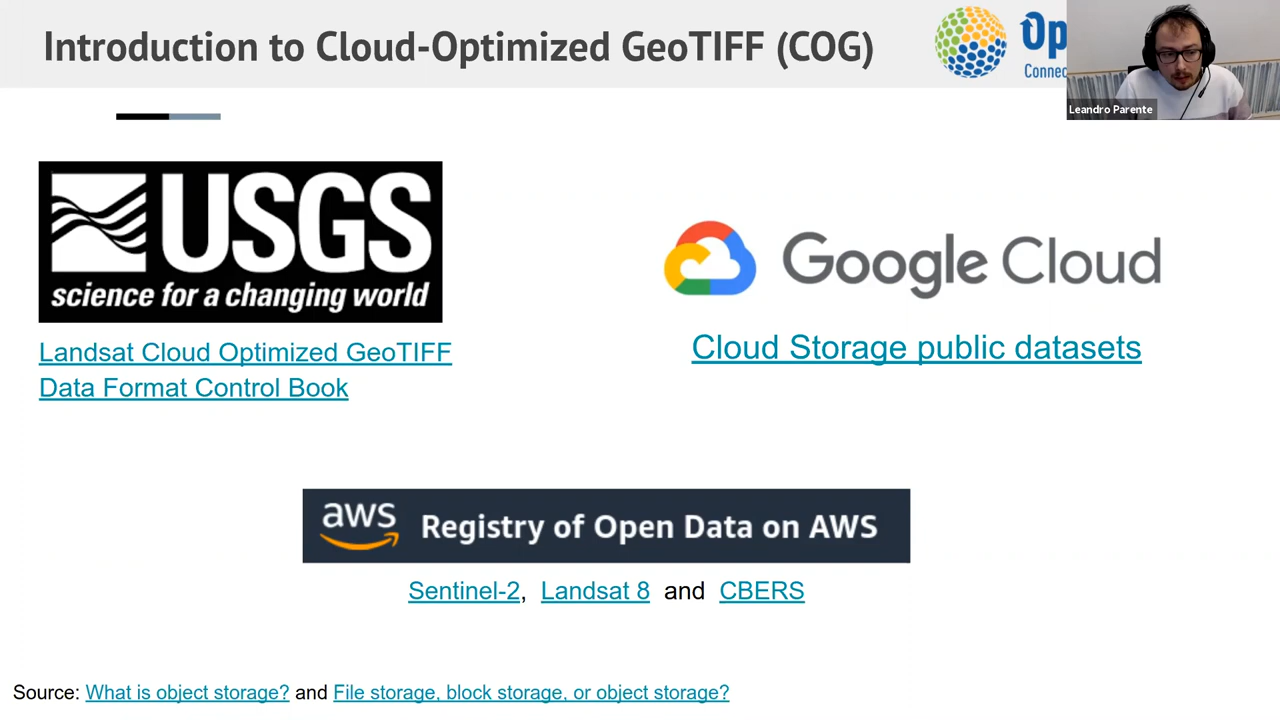 Introduction to Cloud-Optimized GeoTIFF (COG)
Leandro Parente
USGS
science for a changing world
Landsat Cloud Optimized GeoTIFF
Data Format Control Book
Google Cloud
Cloud Storage public datasets
aws Registry of Open Data on AWS
Sentinel-2, Landsat 8 and CBERS
Source: What is object storage? and File storage, block storage, or object storage?